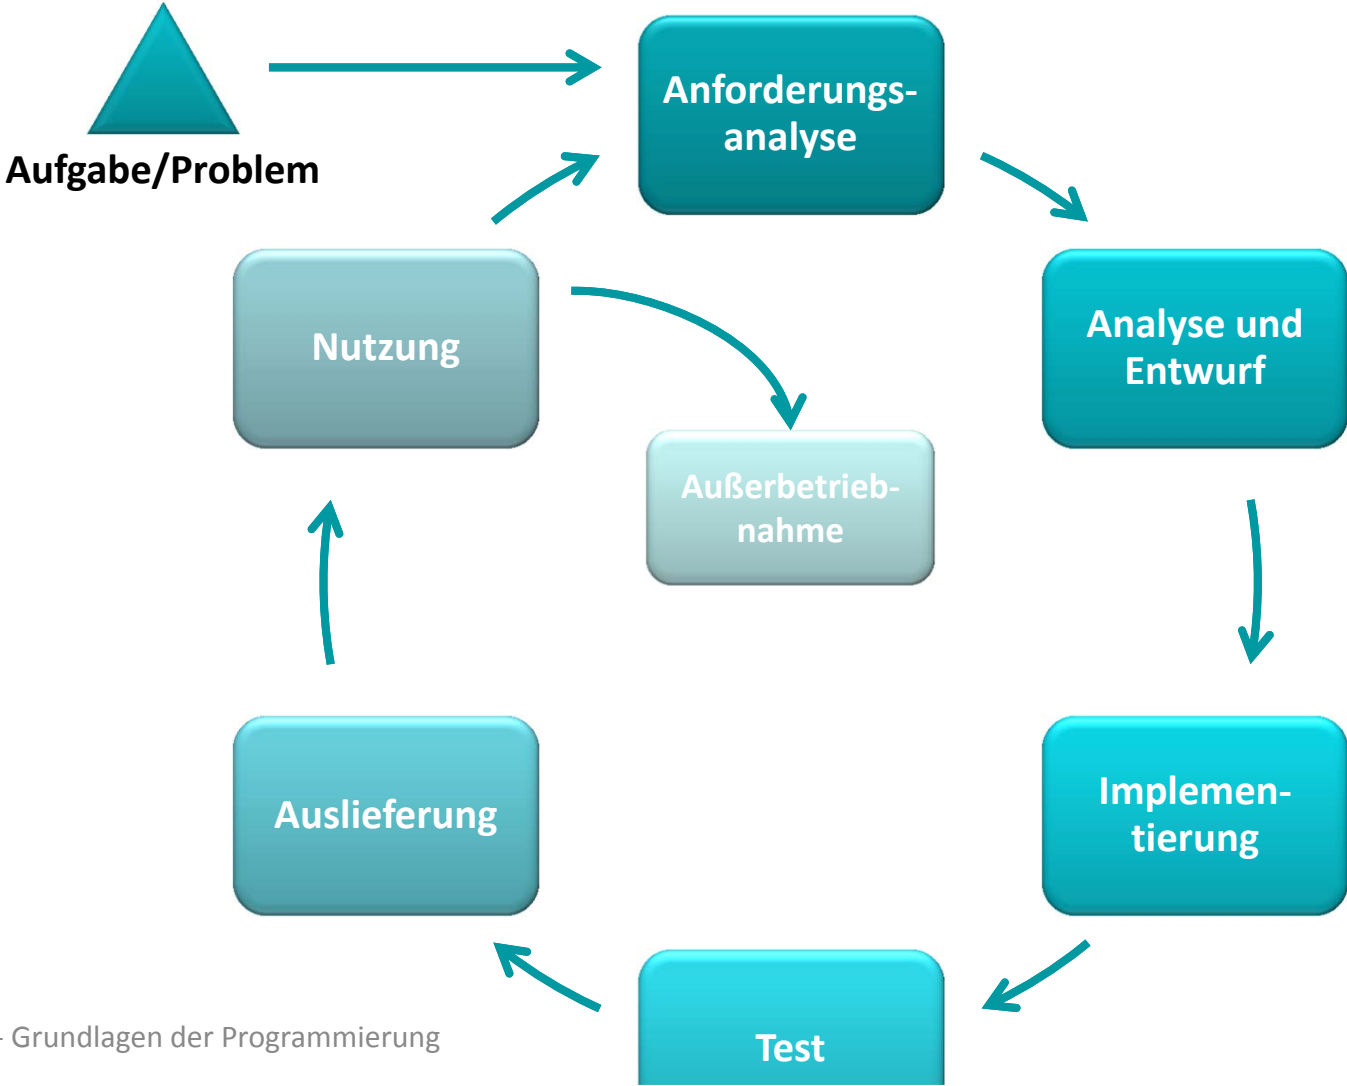 Anforderungs-
analyse
Aufgabe/Problem
Nutzung
Analyse und
Entwurf
Außerbetrieb-
nahme
Auslieferung
Implemen-
tierung
Test
- Grundlagen der Programmierung